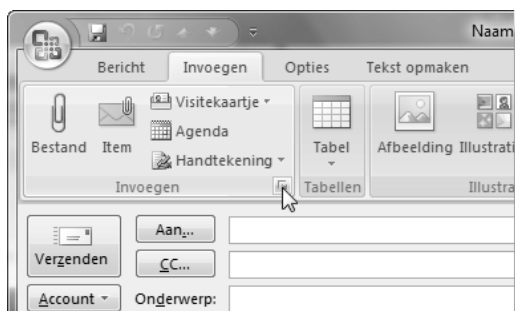 Naam
Bericht Invoegen Opties Tekst opmaken
Visitekaartje
Agenda
Handtekening
Bestand Item Tabel Afbeelding Illustrati
Invoegen Tabellen Illustra
Verzenden
Aan...
CC...
Account Onderwerp: